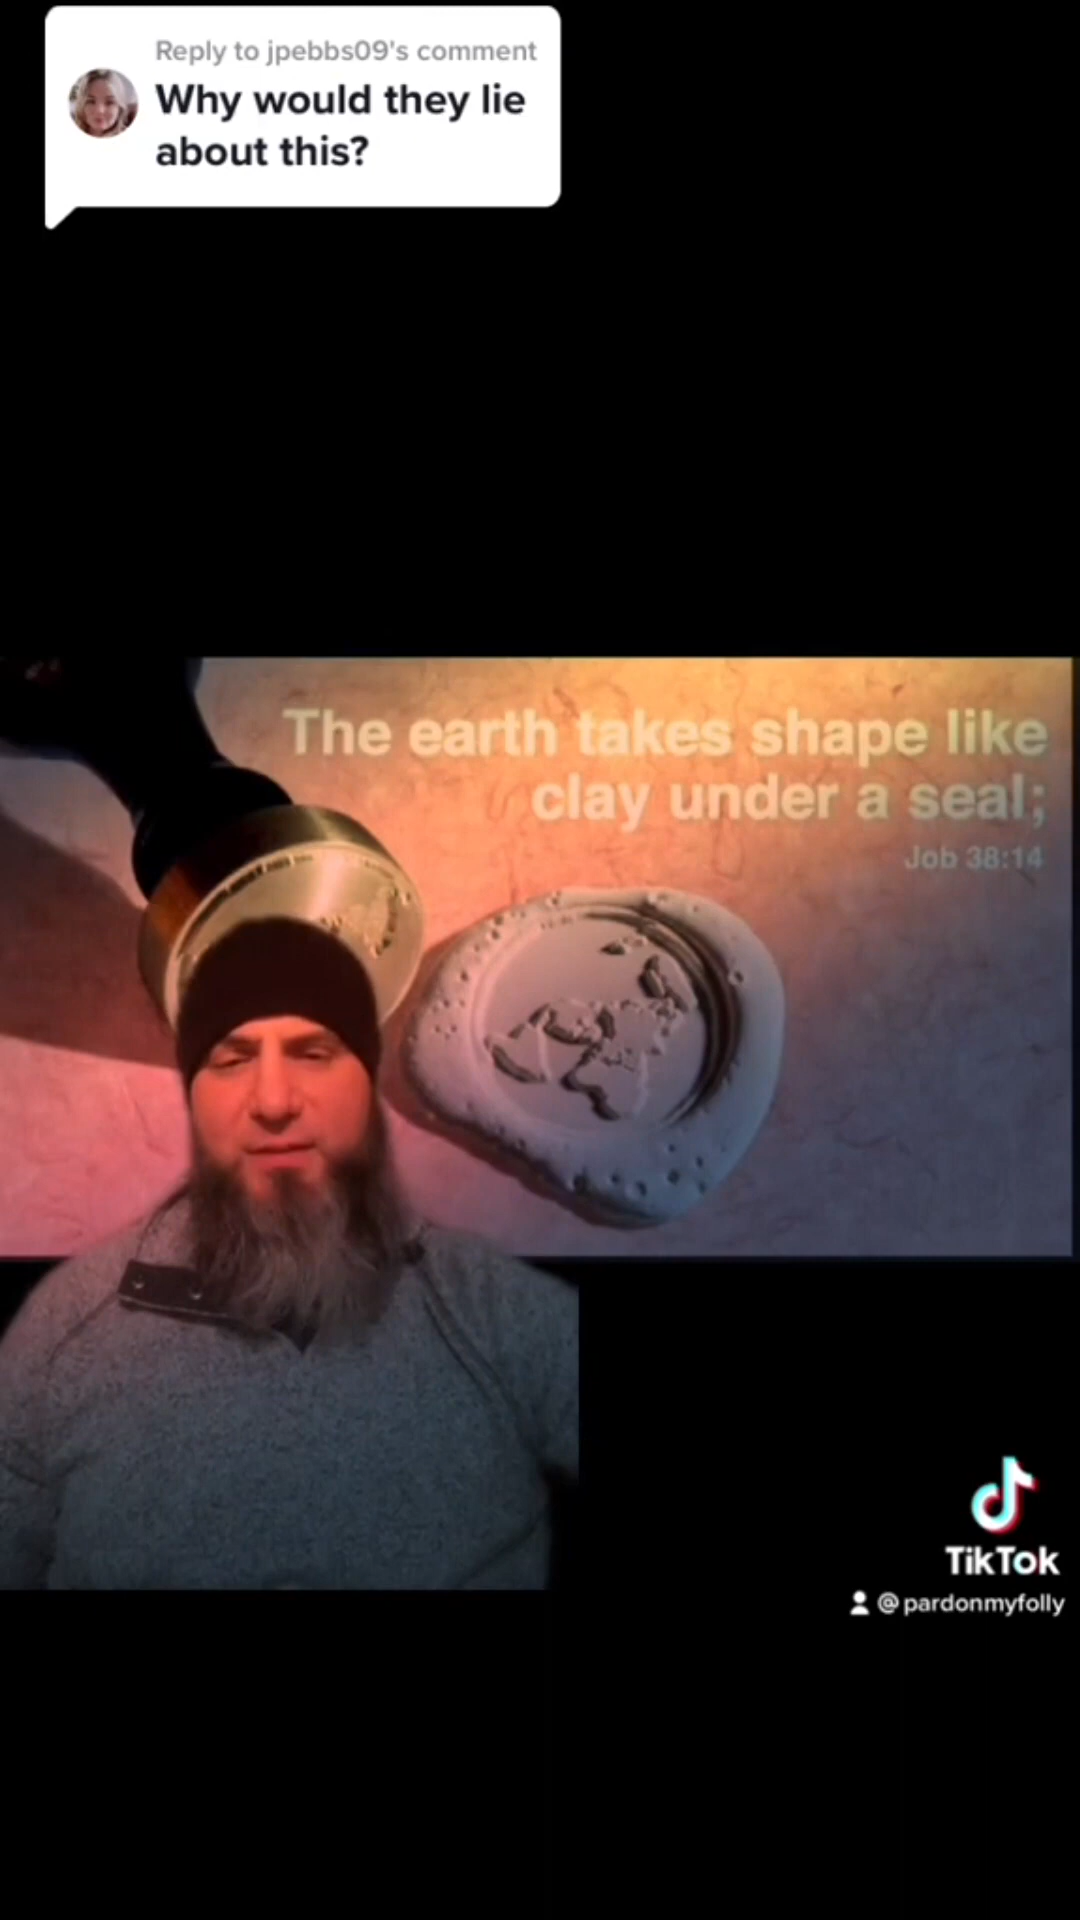 Reply to jpebbs09's comment
Why would they lie
about this?
The earth takes shape like
clay under a seal;
Job 38:14
TikTok
@pardonmyfolly